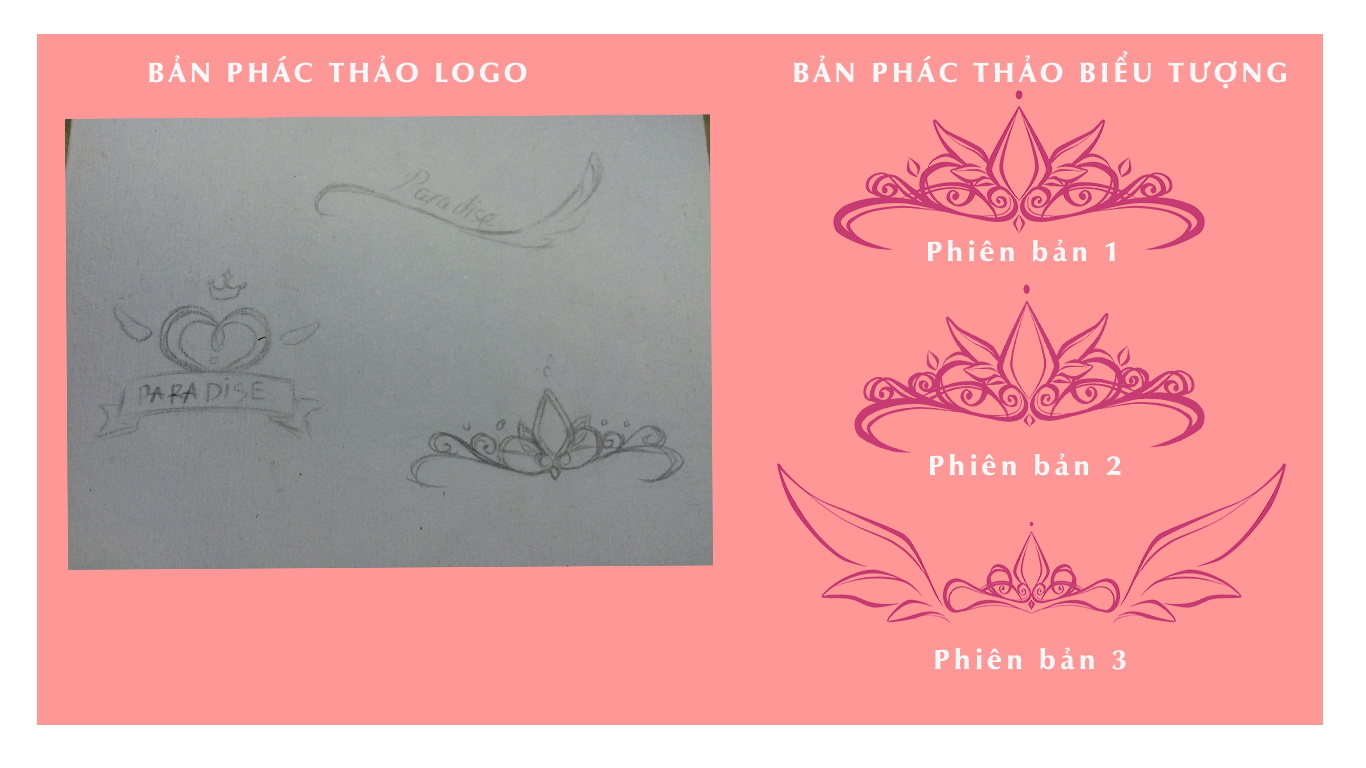 BẢN PHÁC THẢO LOGO
Paradise
PARADISE
BẢN PHÁC THẢO BIỂU TƯỢNG
Phiên bản 1
Phiên bản 2
Phiên bản 3